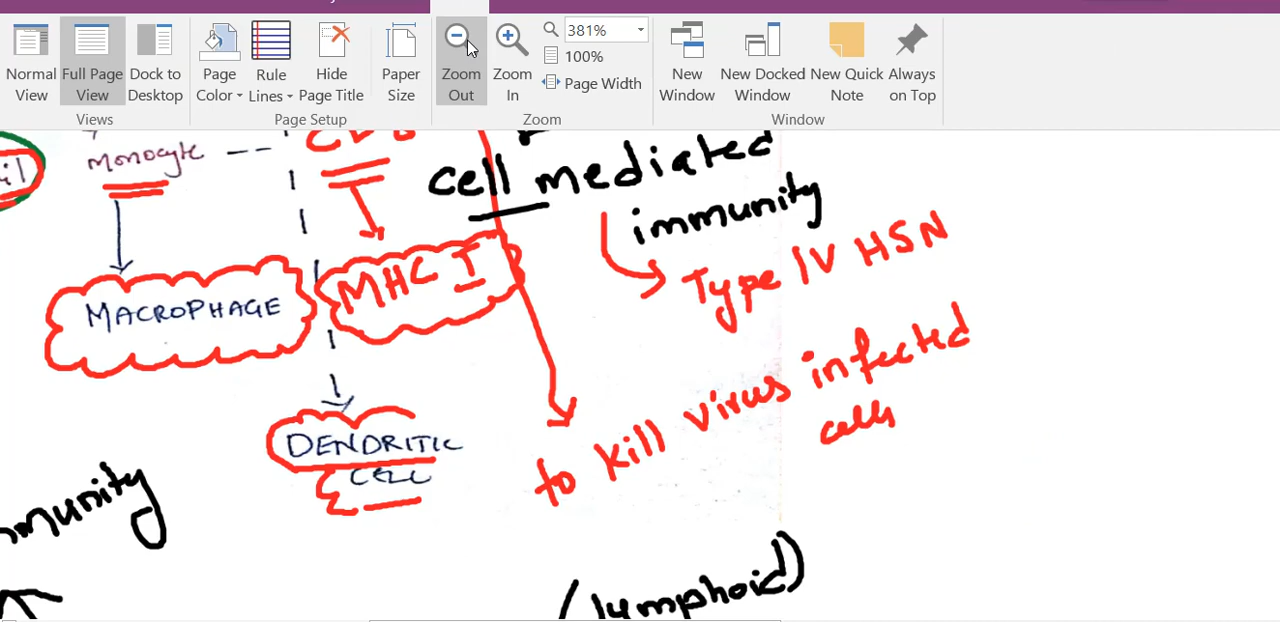 381%
100%
Page Width
Normal View
Full Page View
Dock to Desktop
Page Color
Rule Lines
Hide Page Title
Paper Size
Zoom Out
Zoom In
New Window
New Docked Window
New Quick Note
Always on Top
Views
Page Setup
Zoom
Window
Monocyte
cell mediated
immunity
Type IV HSN
MHC I
MACROPHAGE
to kill virus infected
cells
DENDRITIC
CELL
(lymphoid)